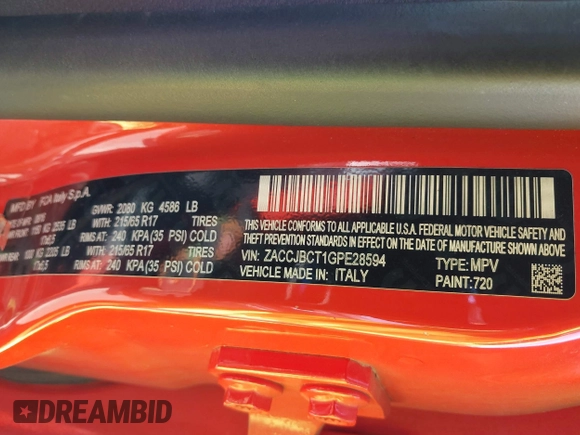 MFD BY FCA Italy S.p.A.
GVWR: 2080 KG 4586 LB
WITH: 215/65 R17 TIRES
RIMS AT: 240 KPA(35 PSI) COLD
WITH: 215/65 R17 TIRES
RIMS AT: 240 KPA(35 PSI) COLD
THIS VEHICLE CONFORMS TO ALL APPLICABLE U.S.A. FEDERAL MOTOR
VEHICLE SAFETY, BUMPER, AND THEFT PREVENTION STANDARDS IN
EFFECT ON THE DATE OF MANUFACTURE SHOWN ABOVE.
VIN: ZACCJBCT1GPE28594 TYPE: MPV
VEHICLE MADE IN: ITALY PAINT:720
DREAMBID